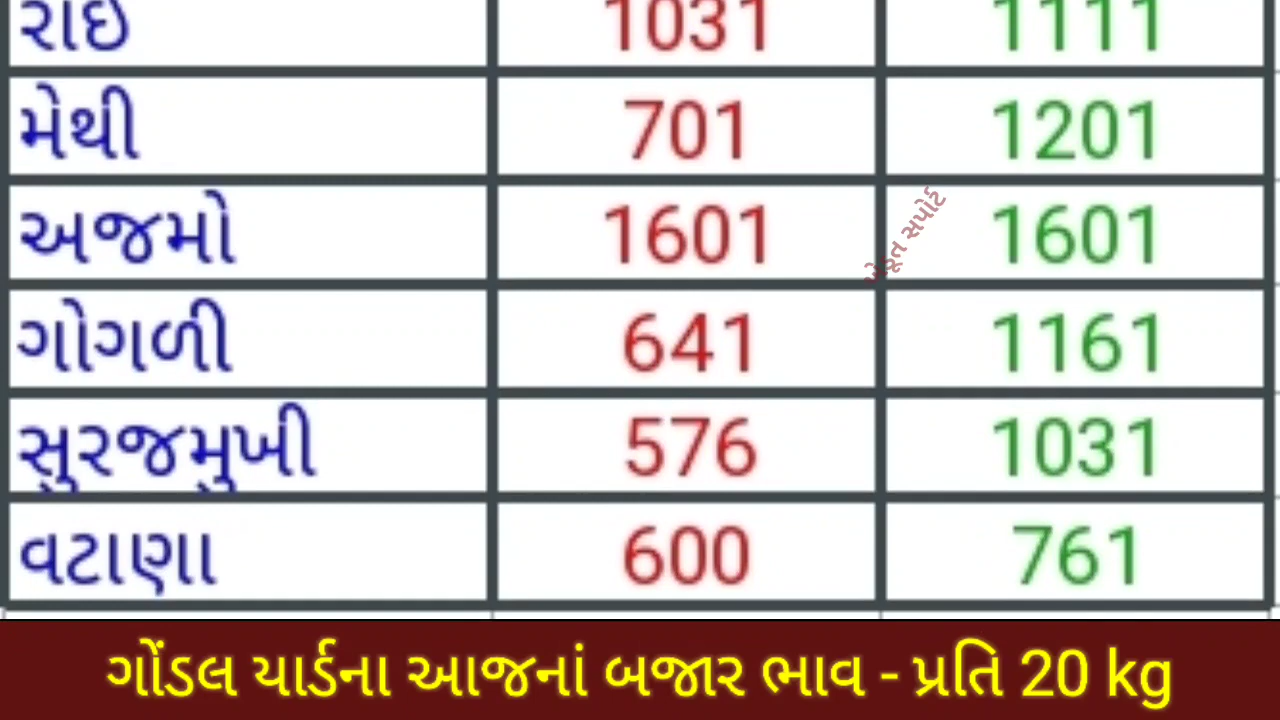 રાઈ 1031 1111
મેથી 701 1201
અજમો 1601 1601
ગોગળી 641 1161
સુરજમુખી 576 1031
વટાણા 600 761
ખેડૂત સપોર્ટ
ગોંડલ યાર્ડના આજનાં બજાર ભાવ - પ્રતિ 20 kg